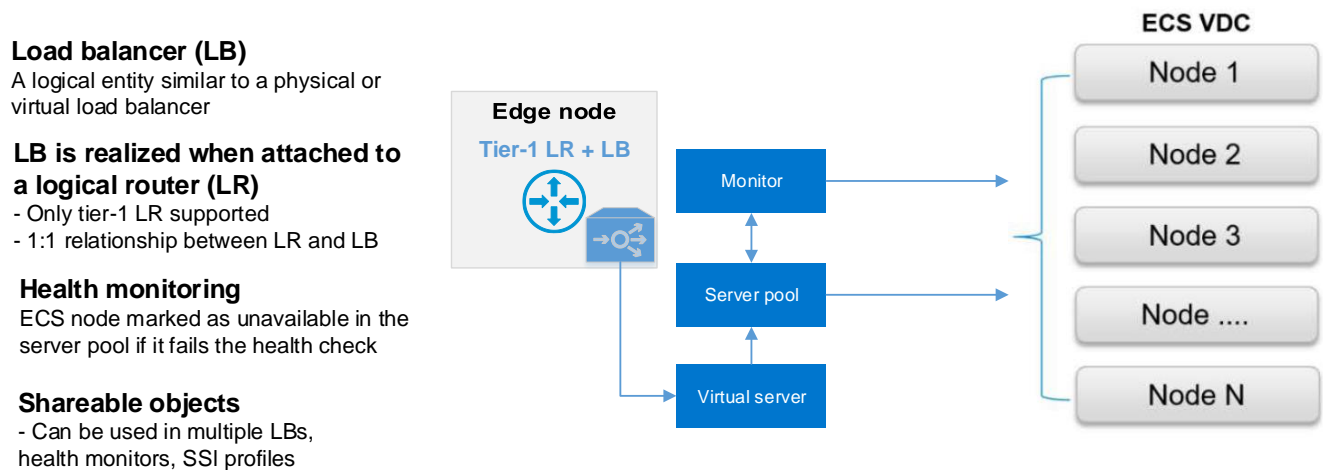 Load balancer (LB)
A logical entity similar to a physical or
virtual load balancer
LB is realized when attached to
a logical router (LR)
- Only tier-1 LR supported
- 1:1 relationship between LR and LB
Health monitoring
ECS node marked as unavailable in the
server pool if it fails the health check
Shareable objects
- Can be used in multiple LBs,
health monitors, SSI profiles
Edge node
Tier-1 LR + LB
Monitor
Server pool
Virtual server
ECS VDC
Node 1
Node 2
Node 3
Node ....
Node N